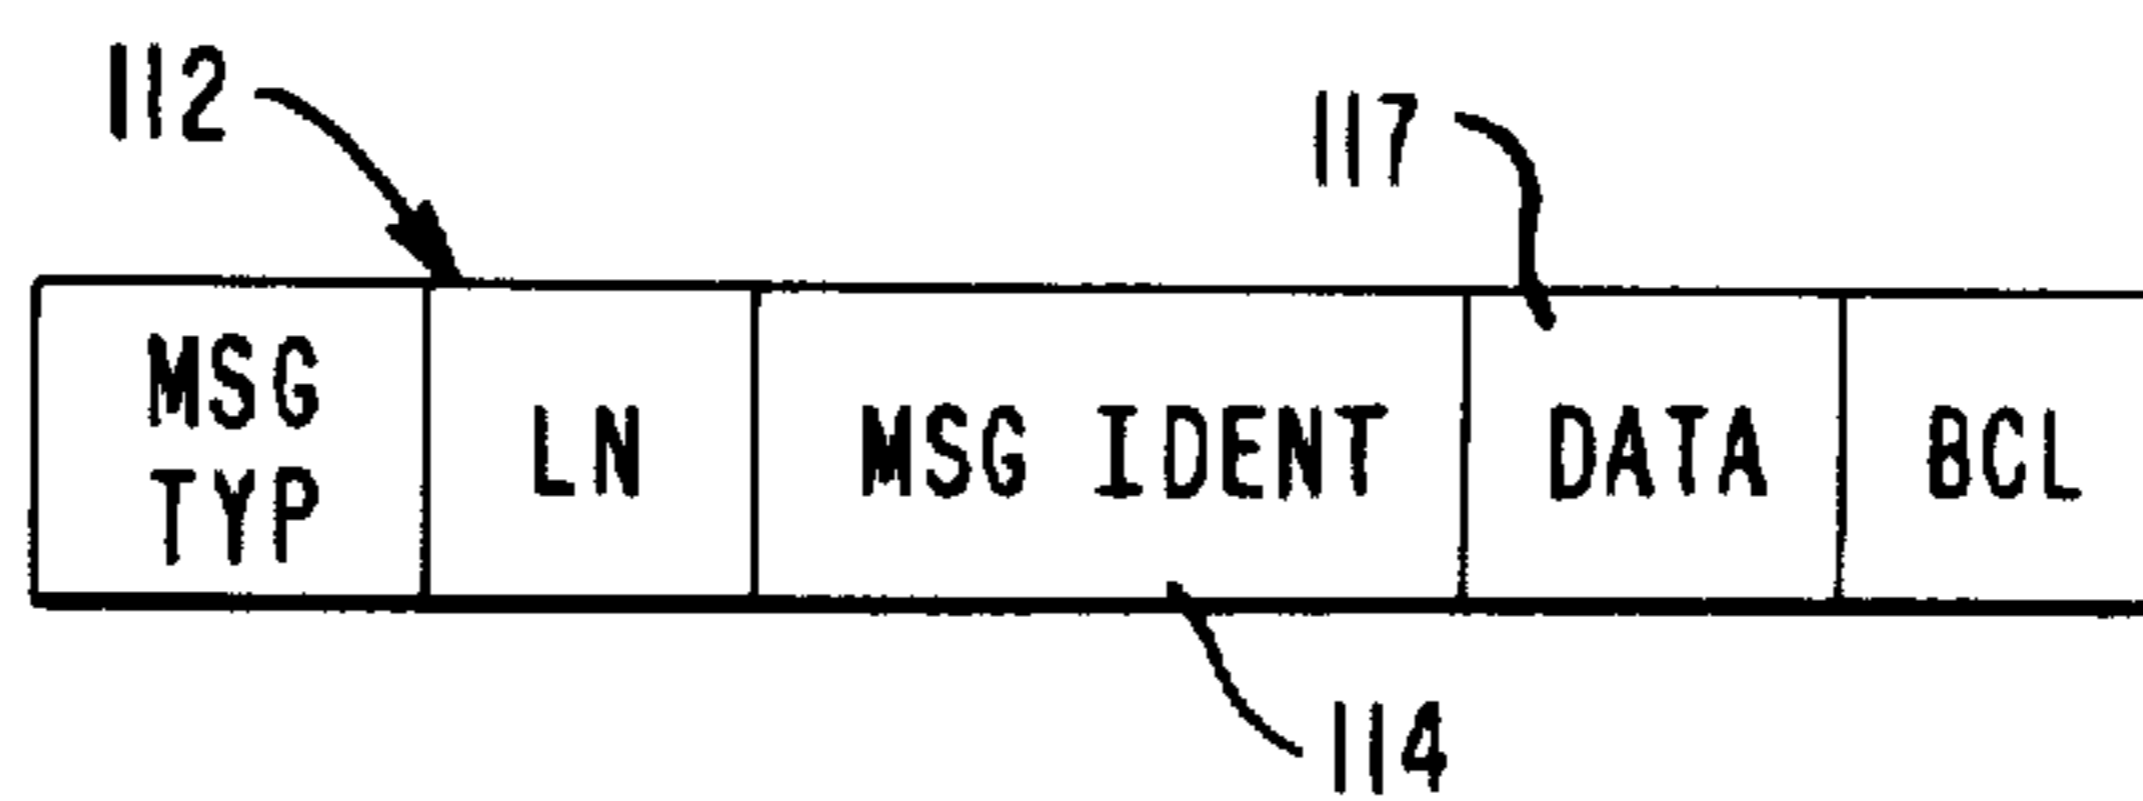 112
117
MSG TYP
LN
MSG IDENT
DATA
BCL
114